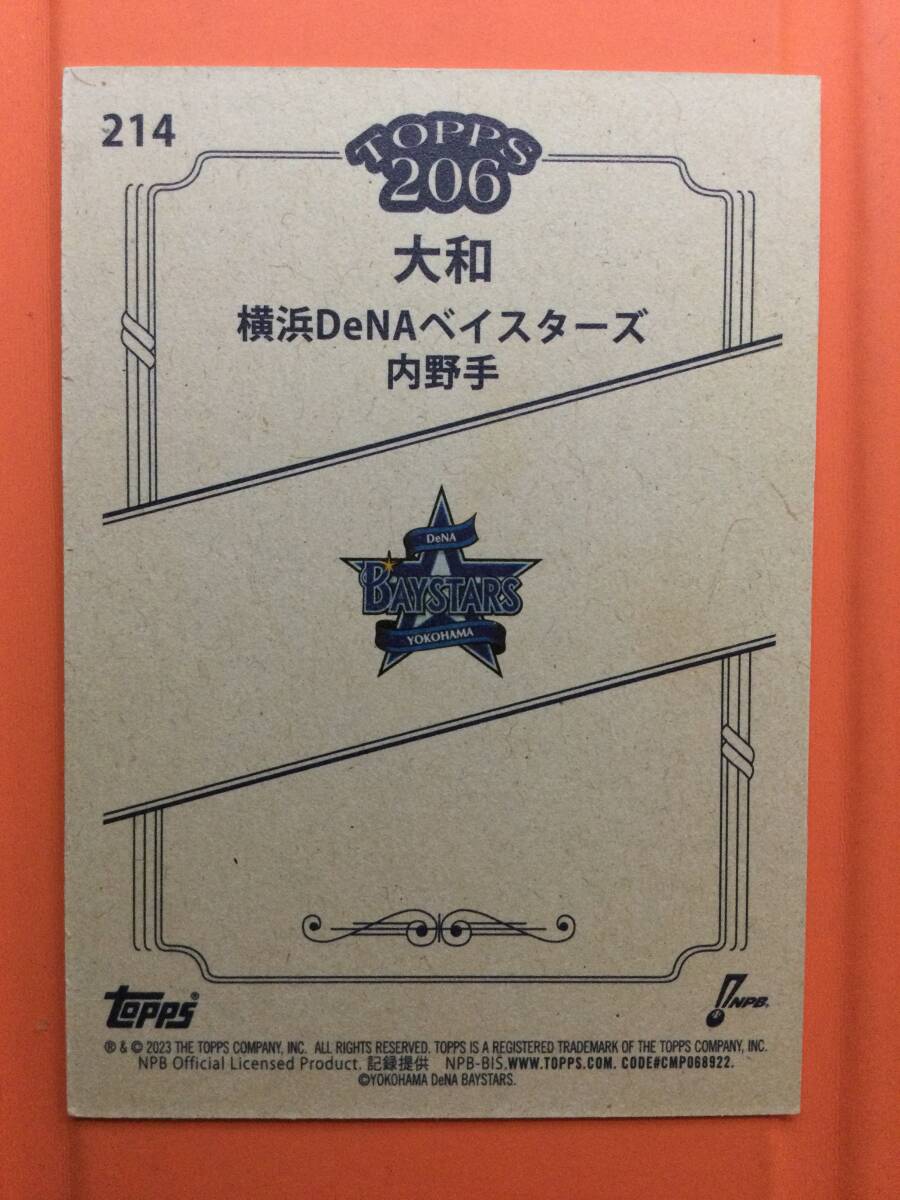 214
TOPPS
206
大和
横浜DeNAベイスターズ
内野手
DeNA
BAYSTARS
YOKOHAMA
topps®
NPB®
® & © 2023 THE TOPPS COMPANY, INC. ALL RIGHTS RESERVED. TOPPS IS A REGISTERED TRADEMARK OF THE TOPPS COMPANY, INC.
NPB Official Licensed Product. 記録提供 NPB-BIS.WWW.TOPPS.COM. CODE#CMP068922.
©YOKOHAMA DeNA BAYSTARS.